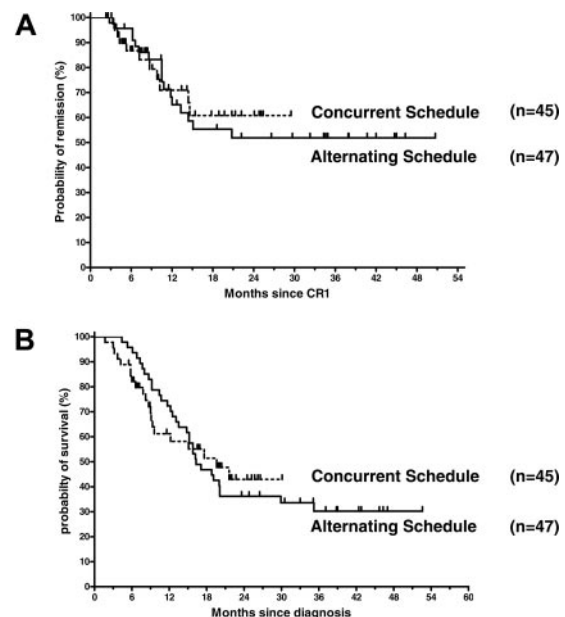 A
Probability of remission (%)
100
90
80
70
60
50
40
30
20
10
0
Concurrent Schedule (n=45)
Alternating Schedule (n=47)
0 6 12 18 24 30 36 42 48 54
Months since CR1
B
probablity of survival (%)
100
90
80
70
60
50
40
30
20
10
0
Concurrent Schedule (n=45)
Alternating Schedule (n=47)
0 6 12 18 24 30 36 42 48 54 60
Months since diagnosis